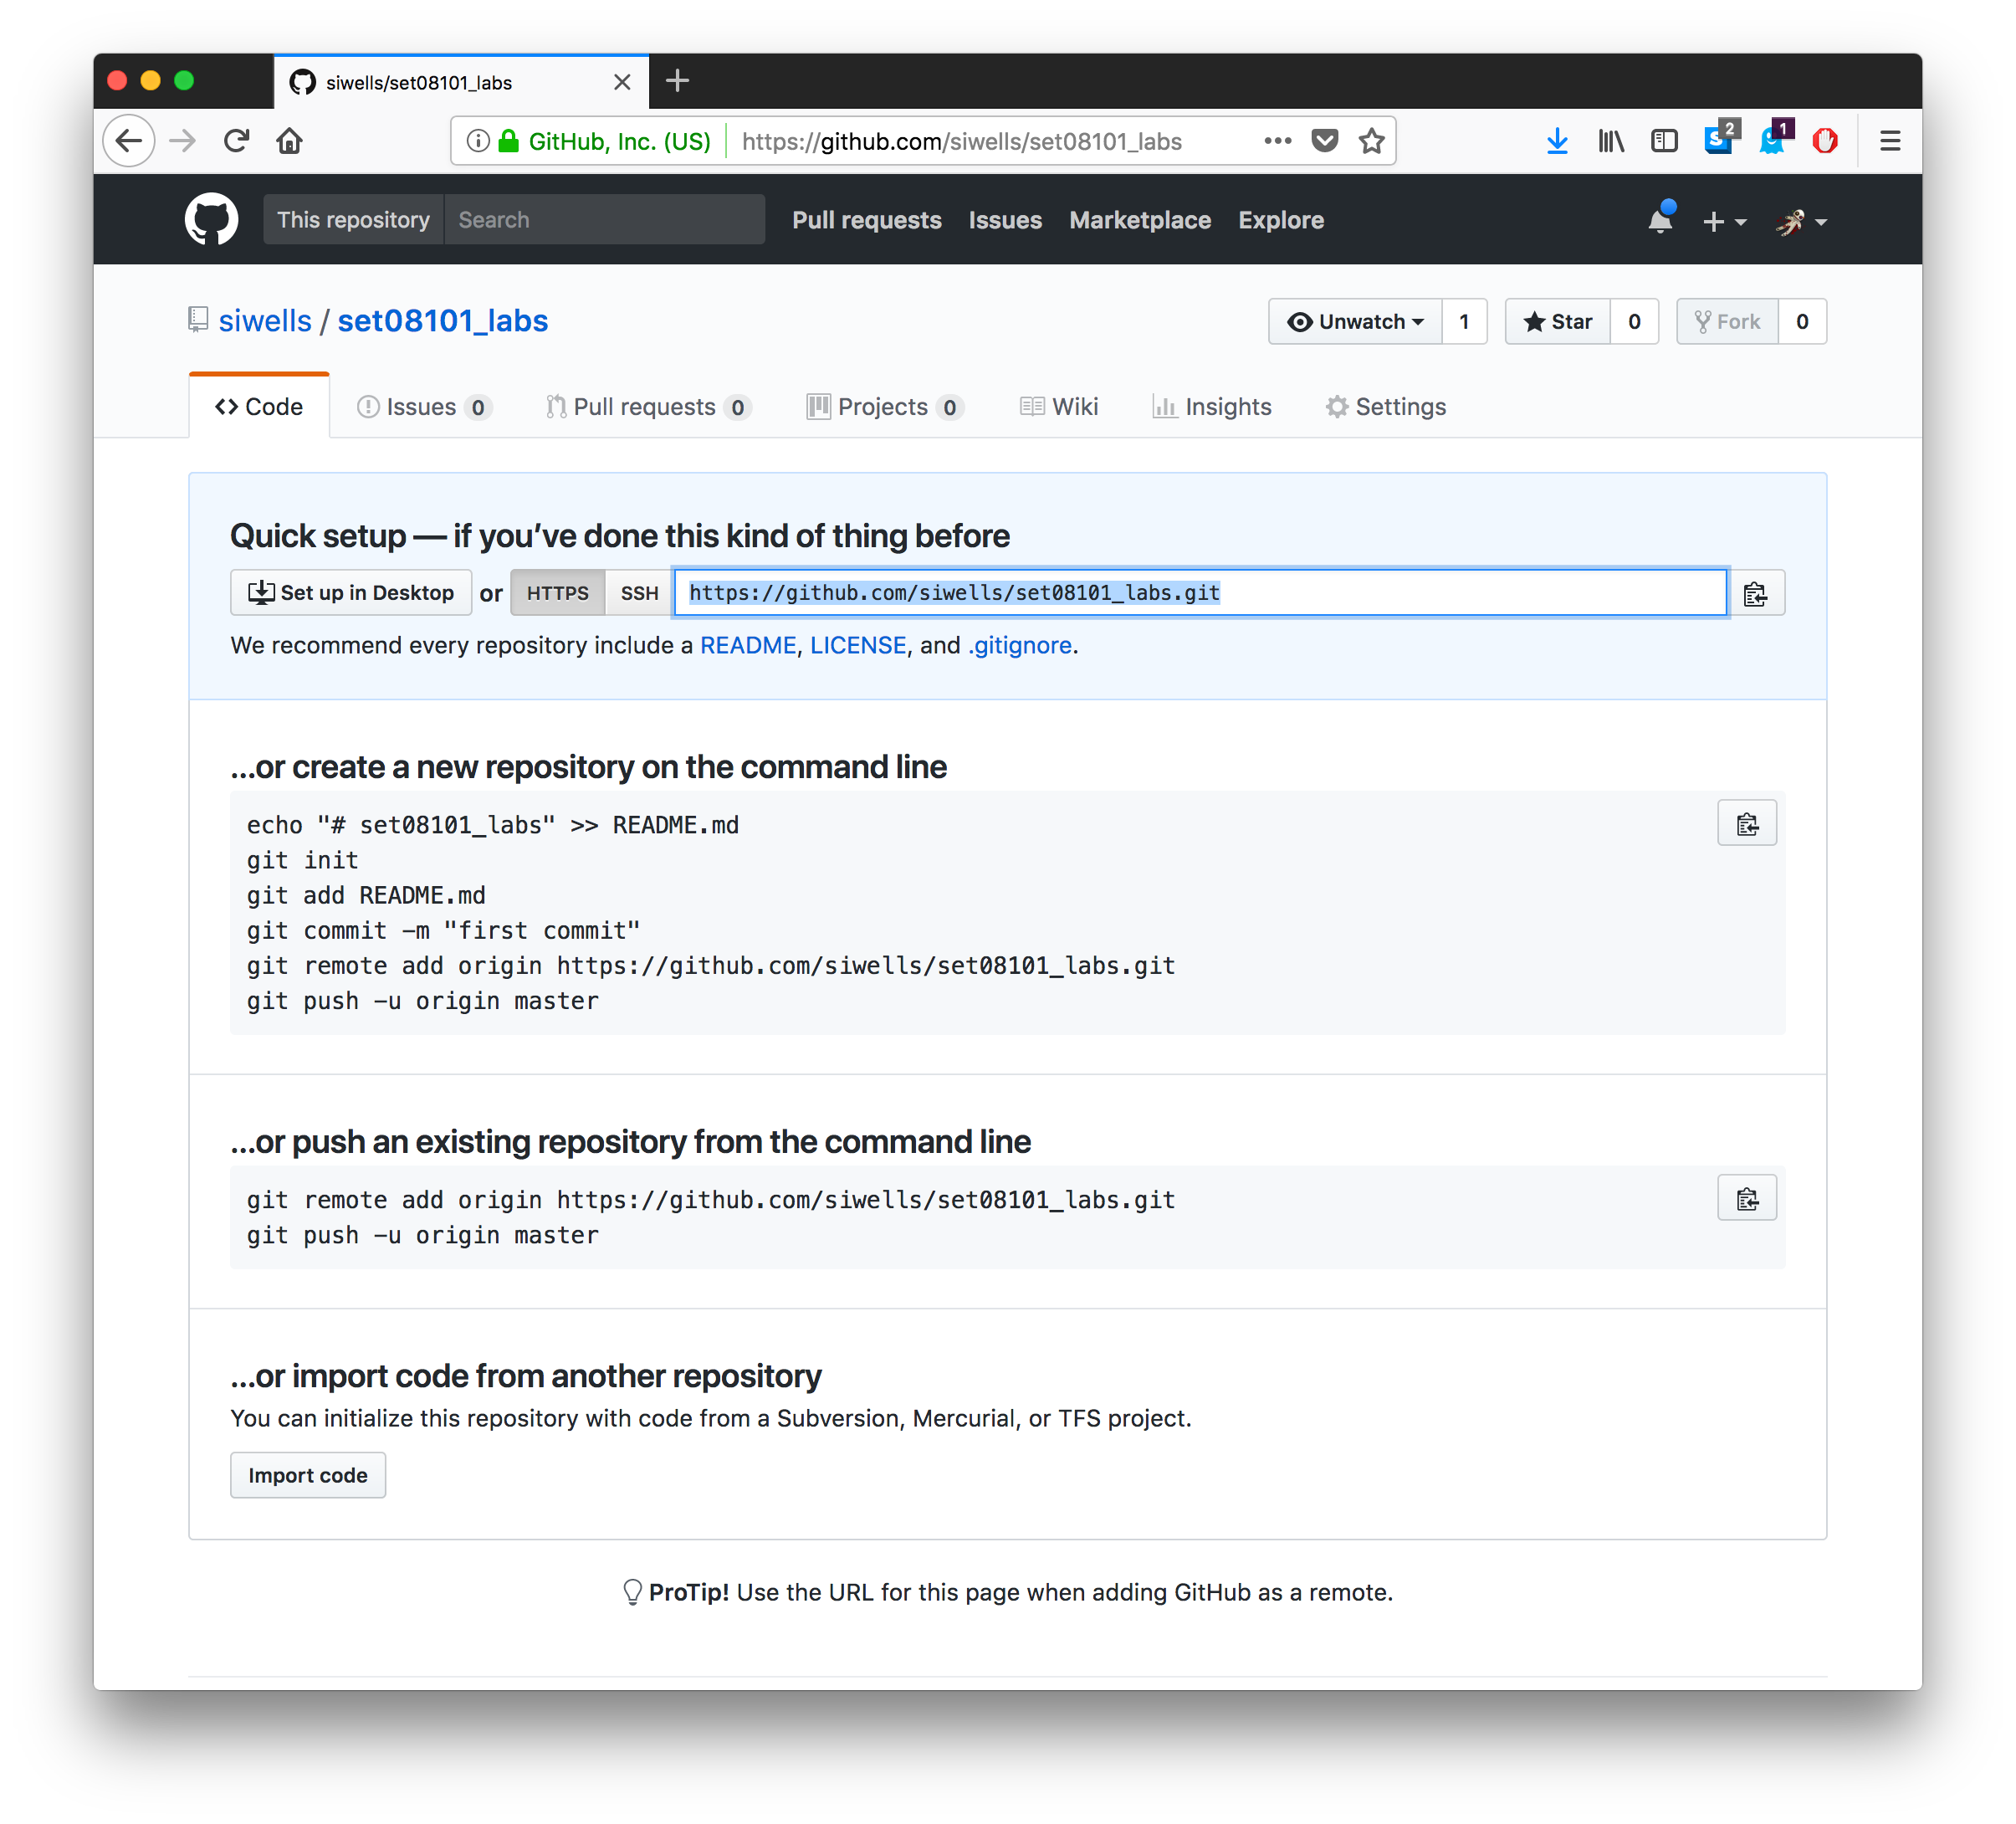 siwells/set08101_labs
GitHub, Inc. (US) https://github.com/siwells/set08101_labs
2
1
This repository Search Pull requests Issues Marketplace Explore
siwells / set08101_labs
Unwatch 1 Star 0 Fork 0
Code Issues 0 Pull requests 0 Projects 0 Wiki Insights Settings
Quick setup — if you’ve done this kind of thing before
Set up in Desktop or HTTPS SSH https://github.com/siwells/set08101_labs.git
We recommend every repository include a README, LICENSE, and .gitignore.
…or create a new repository on the command line
echo "# set08101_labs" >> README.md
git init
git add README.md
git commit -m "first commit"
git remote add origin https://github.com/siwells/set08101_labs.git
git push -u origin master
…or push an existing repository from the command line
git remote add origin https://github.com/siwells/set08101_labs.git
git push -u origin master
…or import code from another repository
You can initialize this repository with code from a Subversion, Mercurial, or TFS project.
Import code
ProTip! Use the URL for this page when adding GitHub as a remote.